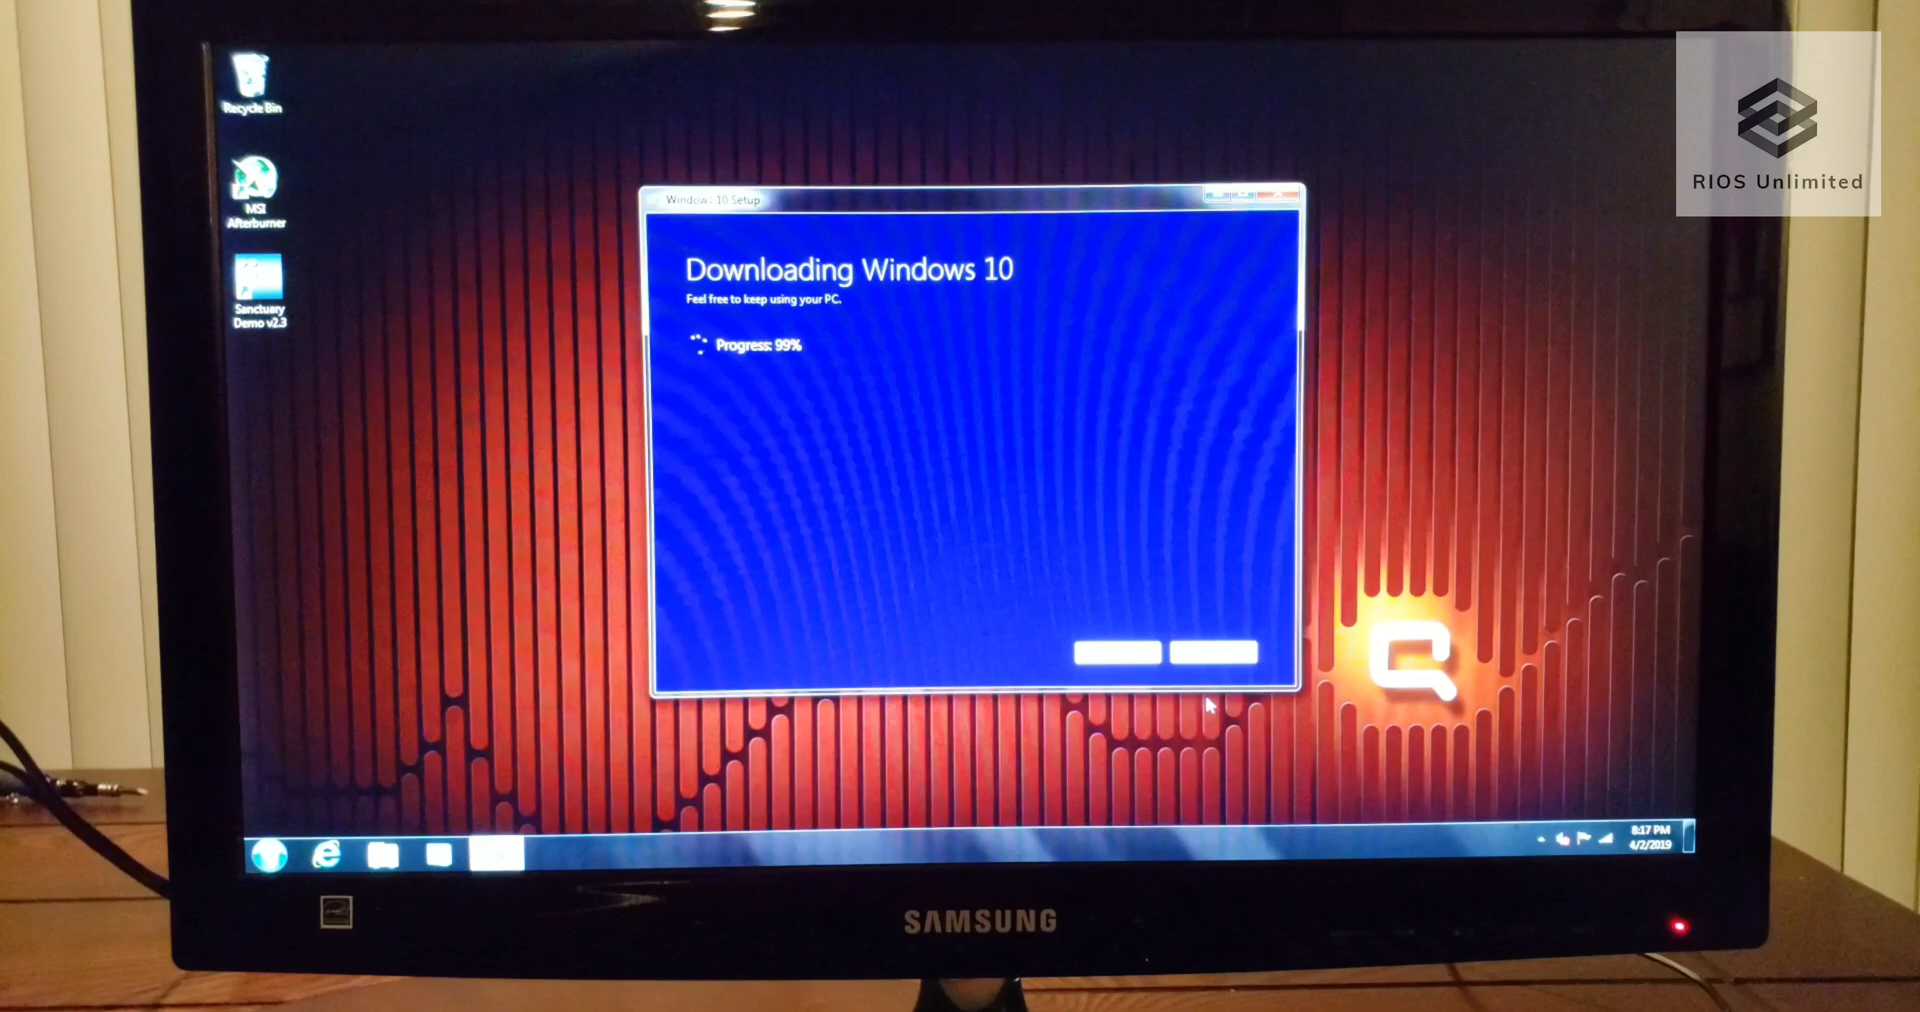 Recycle Bin
MSI
Afterburner
Sanctuary
Demo v2.3
RIOS Unlimited
Windows 10 Setup
Downloading Windows 10
Feel free to keep using your PC.
Progress: 99%
8:17 PM
4/2/2019
SAMSUNG